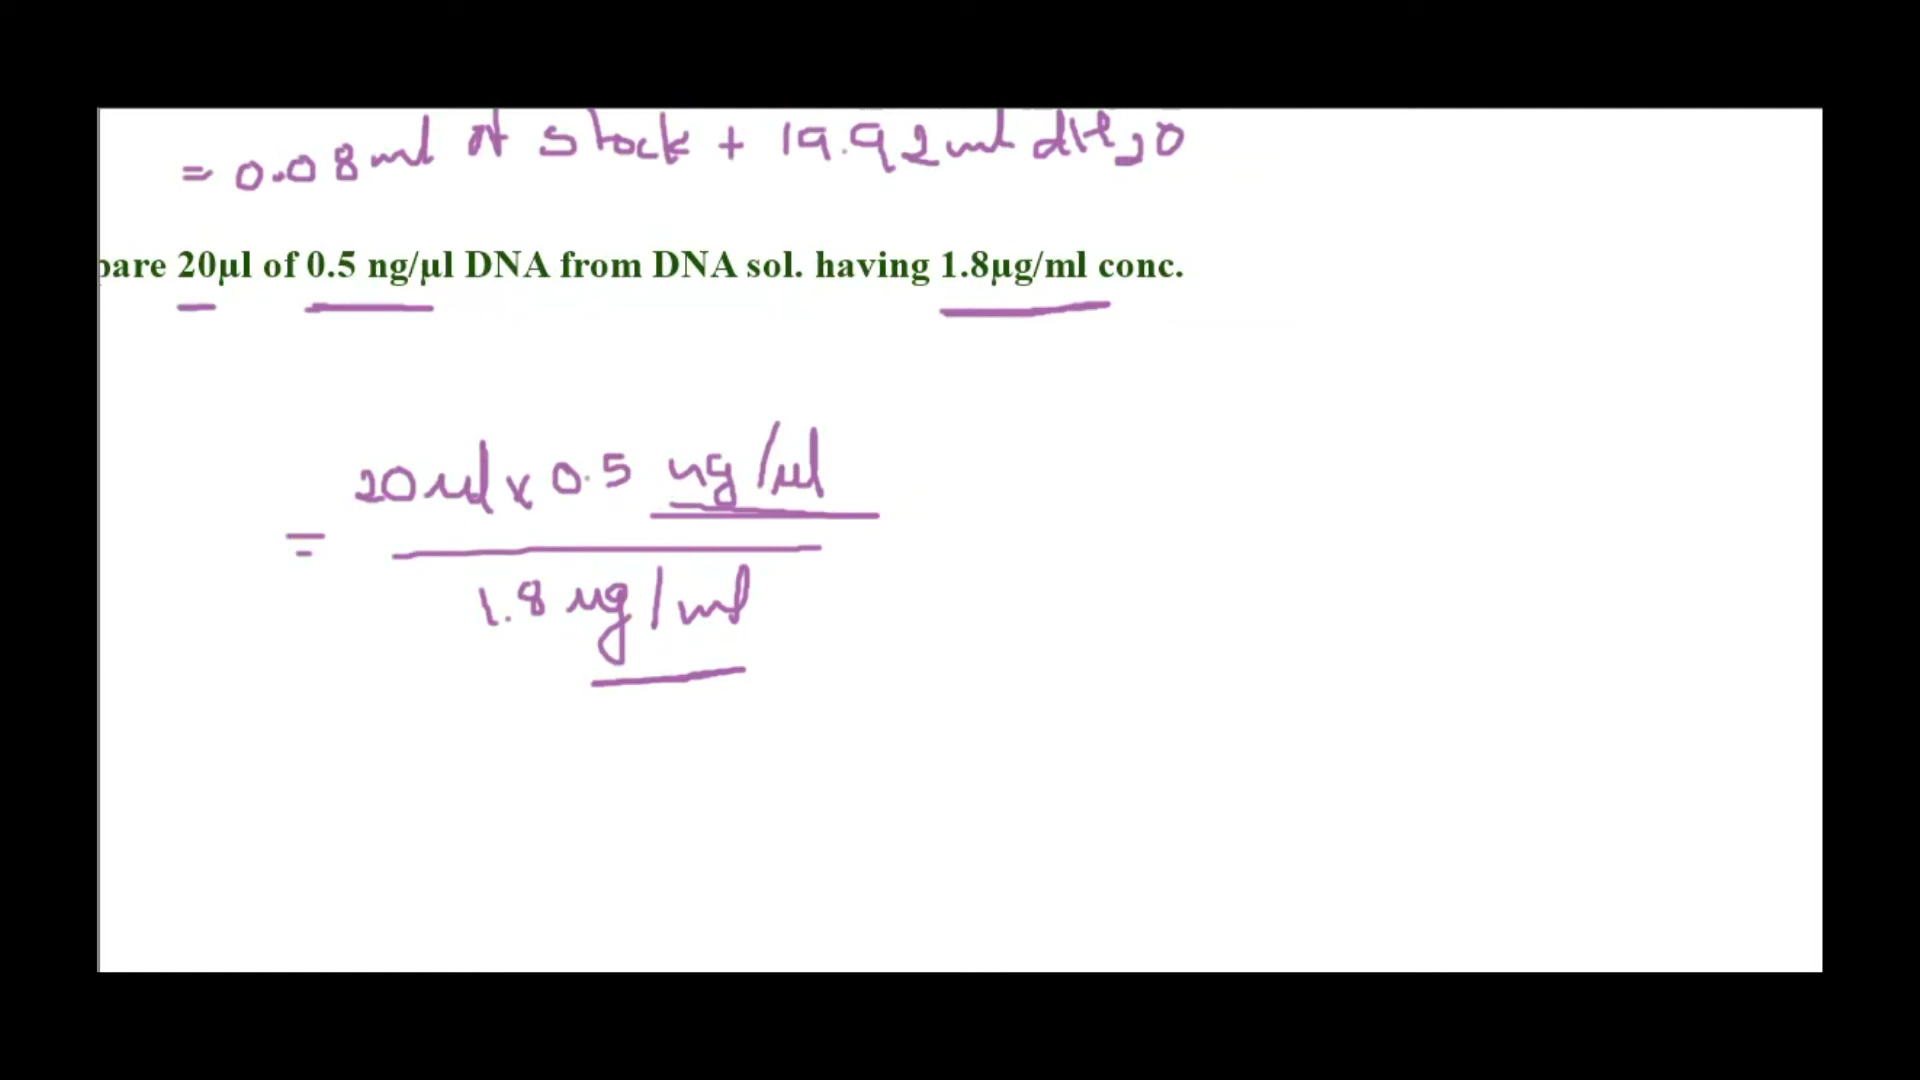 = 0.08 ml of stock + 19.92 ml dH2O
pare 20µl of 0.5 ng/µl DNA from DNA sol. having 1.8µg/ml conc.
= 20 µl x 0.5 ng/µl
1.8 µg/ml